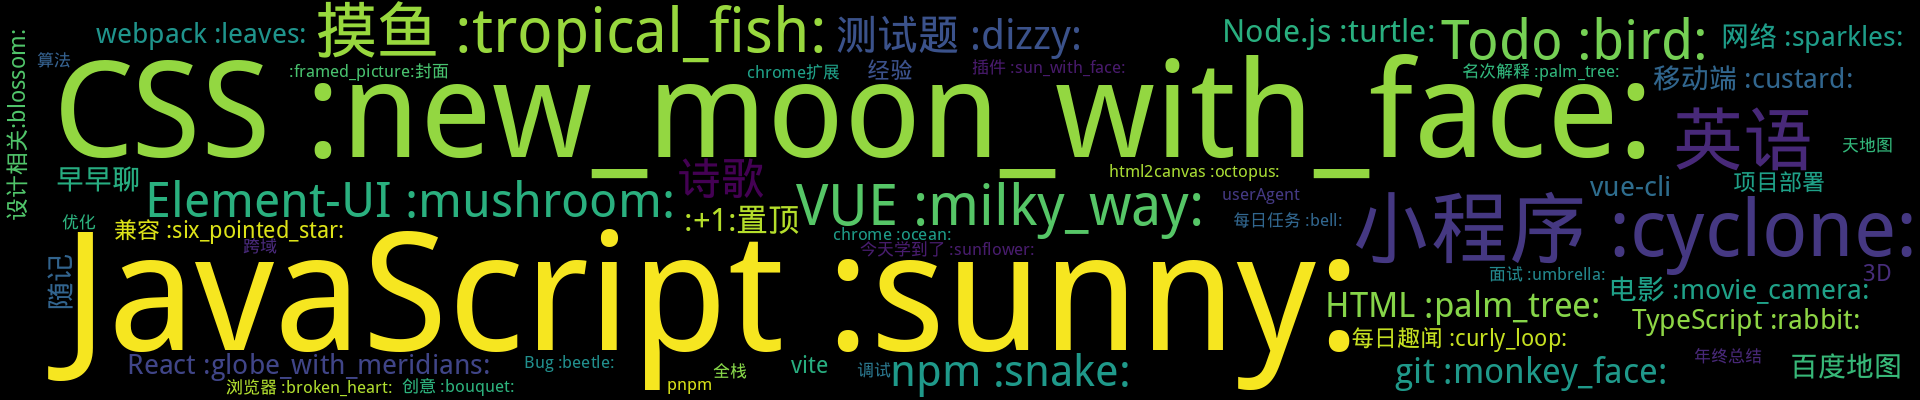 webpack :leaves:
摸鱼 :tropical_fish:
测试题 :dizzy:
Node.js :turtle:
Todo :bird:
网络 :sparkles:
算法
:framed_picture:封面
chrome扩展
经验
插件 :sun_with_face:
名次解释 :palm_tree:
移动端 :custard:
设计相关:blossom:
CSS :new_moon_with_face:
英语
天地图
早早聊
Element-UI :mushroom:
诗歌
VUE :milky_way:
html2canvas :octopus:
userAgent
vue-cli
项目部署
优化
兼容 :six_pointed_star:
跨域
:+1:置顶
chrome :ocean:
今天学到了 :sunflower:
每日任务 :bell:
小程序 :cyclone:
随记
JavaScript :sunny:
面试 :umbrella:
电影 :movie_camera:
3D
HTML :palm_tree:
TypeScript :rabbit:
每日趣闻 :curly_loop:
React :globe_with_meridians:
Bug :beetle:
全栈
vite
调试
npm :snake:
git :monkey_face:
年终总结
百度地图
浏览器 :broken_heart:
创意 :bouquet:
pnpm